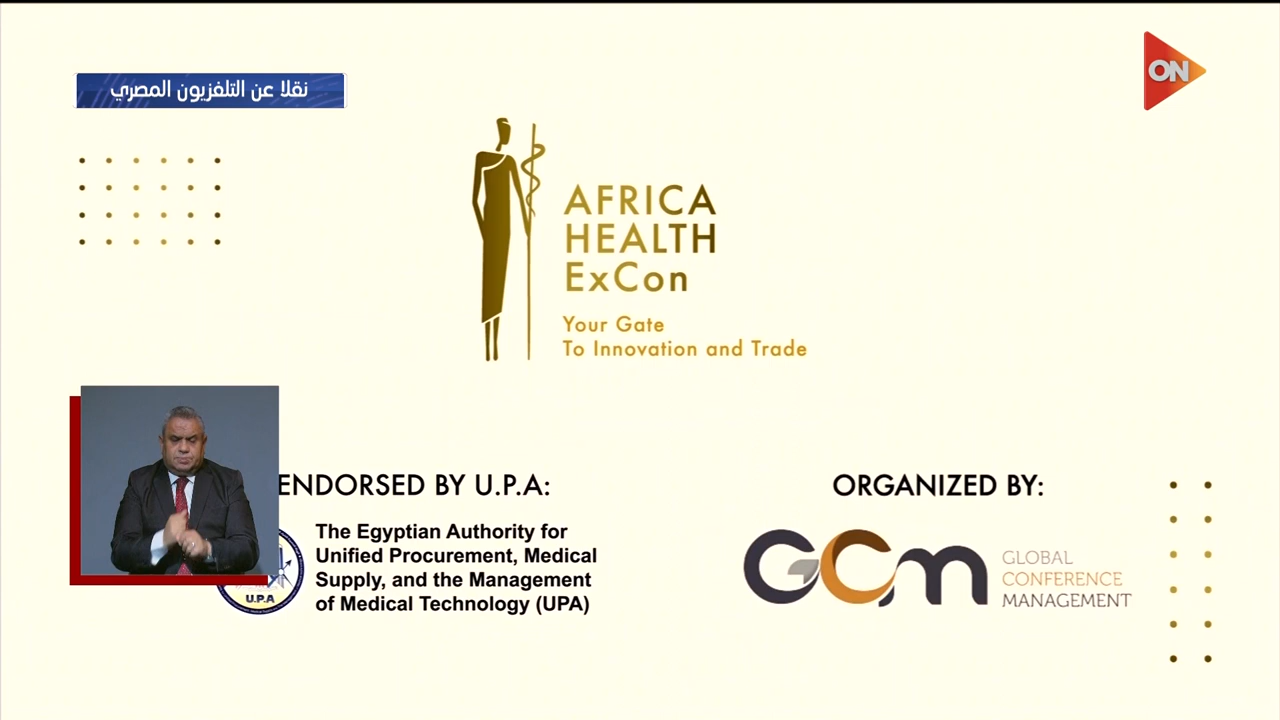 نقلا عن التلفزيون المصري
ON
AFRICA
HEALTH
ExCon
Your Gate
To Innovation and Trade
ENDORSED BY U.P.A:
The Egyptian Authority for
Unified Procurement, Medical
Supply, and the Management
of Medical Technology (UPA)
U.P.A
ORGANIZED BY:
GCm
GLOBAL
CONFERENCE
MANAGEMENT